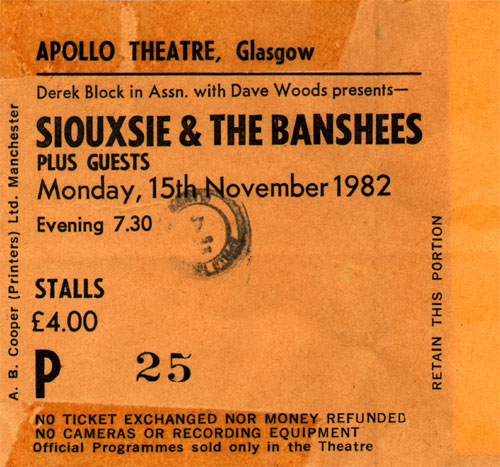 APOLLO THEATRE, Glasgow
Derek Block in Assn. with Dave Woods presents—
SIOUXSIE & THE BANSHEES
PLUS GUESTS
Monday, 15th November 1982
Evening 7.30
STALLS
£4.00
P 25
NO TICKET EXCHANGED NOR MONEY REFUNDED
NO CAMERAS OR RECORDING EQUIPMENT
Official Programmes sold only in the Theatre
A. B. Cooper (Printers) Ltd. Manchester
RETAIN THIS PORTION